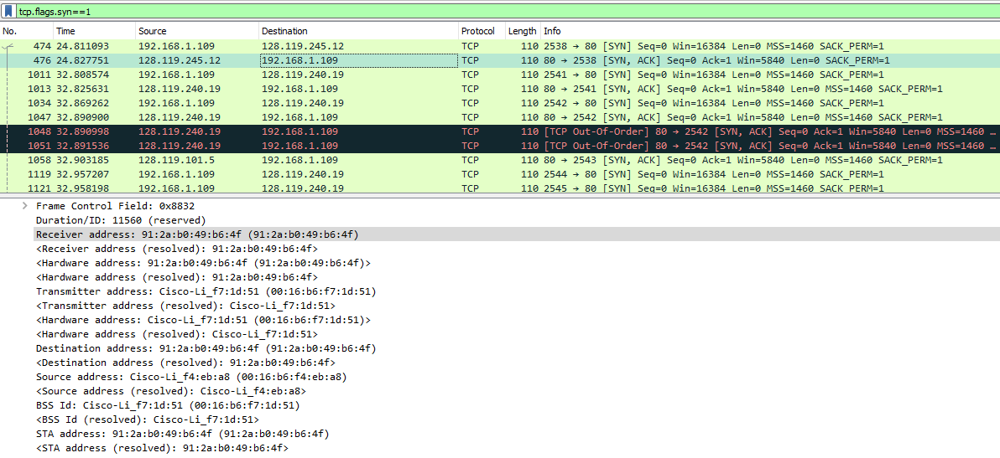 tcp.flags.syn==1
No. Time Source Destination Protocol Length Info
474 24.811093 192.168.1.109 128.119.245.12 TCP 110 2538 → 80 [SYN] Seq=0 Win=16384 Len=0 MSS=1460 SACK_PERM=1
476 24.827751 128.119.245.12 192.168.1.109 TCP 110 80 → 2538 [SYN, ACK] Seq=0 Ack=1 Win=5840 Len=0 MSS=1460 SACK_PERM=1
1011 32.808574 192.168.1.109 128.119.240.19 TCP 110 2541 → 80 [SYN] Seq=0 Win=16384 Len=0 MSS=1460 SACK_PERM=1
1013 32.825631 128.119.240.19 192.168.1.109 TCP 110 80 → 2541 [SYN, ACK] Seq=0 Ack=1 Win=5840 Len=0 MSS=1460 SACK_PERM=1
1034 32.869262 192.168.1.109 128.119.240.19 TCP 110 2542 → 80 [SYN] Seq=0 Win=16384 Len=0 MSS=1460 SACK_PERM=1
1047 32.890900 128.119.240.19 192.168.1.109 TCP 110 80 → 2542 [SYN, ACK] Seq=0 Ack=1 Win=5840 Len=0 MSS=1460 SACK_PERM=1
1048 32.890998 128.119.240.19 192.168.1.109 TCP 110 [TCP Out-Of-Order] 80 → 2542 [SYN, ACK] Seq=0 Ack=1 Win=5840 Len=0 MSS=1460 …
1051 32.891536 128.119.240.19 192.168.1.109 TCP 110 [TCP Out-Of-Order] 80 → 2542 [SYN, ACK] Seq=0 Ack=1 Win=5840 Len=0 MSS=1460 …
1058 32.903185 128.119.101.5 192.168.1.109 TCP 110 80 → 2543 [SYN, ACK] Seq=0 Ack=1 Win=5840 Len=0 MSS=1460 SACK_PERM=1
1119 32.957207 192.168.1.109 128.119.240.19 TCP 110 2544 → 80 [SYN] Seq=0 Win=16384 Len=0 MSS=1460 SACK_PERM=1
1121 32.958198 192.168.1.109 128.119.240.19 TCP 110 2545 → 80 [SYN] Seq=0 Win=16384 Len=0 MSS=1460 SACK_PERM=1
Frame Control Field: 0x8832
Duration/ID: 11560 (reserved)
Receiver address: 91:2a:b0:49:b6:4f (91:2a:b0:49:b6:4f)
<Receiver address (resolved): 91:2a:b0:49:b6:4f>
<Hardware address: 91:2a:b0:49:b6:4f (91:2a:b0:49:b6:4f)>
<Hardware address (resolved): 91:2a:b0:49:b6:4f>
Transmitter address: Cisco-Li_f7:1d:51 (00:16:b6:f7:1d:51)
<Transmitter address (resolved): Cisco-Li_f7:1d:51>
<Hardware address: Cisco-Li_f7:1d:51 (00:16:b6:f7:1d:51)>
<Hardware address (resolved): Cisco-Li_f7:1d:51>
Destination address: 91:2a:b0:49:b6:4f (91:2a:b0:49:b6:4f)
<Destination address (resolved): 91:2a:b0:49:b6:4f>
Source address: Cisco-Li_f4:eb:a8 (00:16:b6:f4:eb:a8)
<Source address (resolved): Cisco-Li_f4:eb:a8>
BSS Id: Cisco-Li_f7:1d:51 (00:16:b6:f7:1d:51)
<BSS Id (resolved): Cisco-Li_f7:1d:51>
STA address: 91:2a:b0:49:b6:4f (91:2a:b0:49:b6:4f)
<STA address (resolved): 91:2a:b0:49:b6:4f>